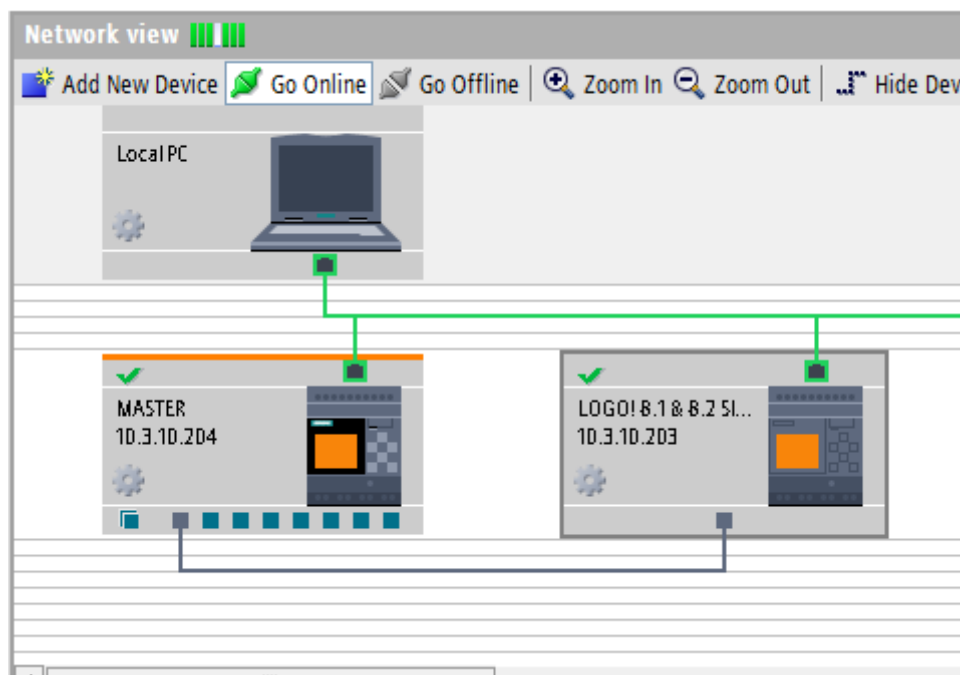 Network view
Add New Device Go Online Go Offline Zoom In Zoom Out Hide Dev
Local PC
MASTER
10.3.10.204
LOGO! 8.1 & 8.2 SI...
10.3.10.203